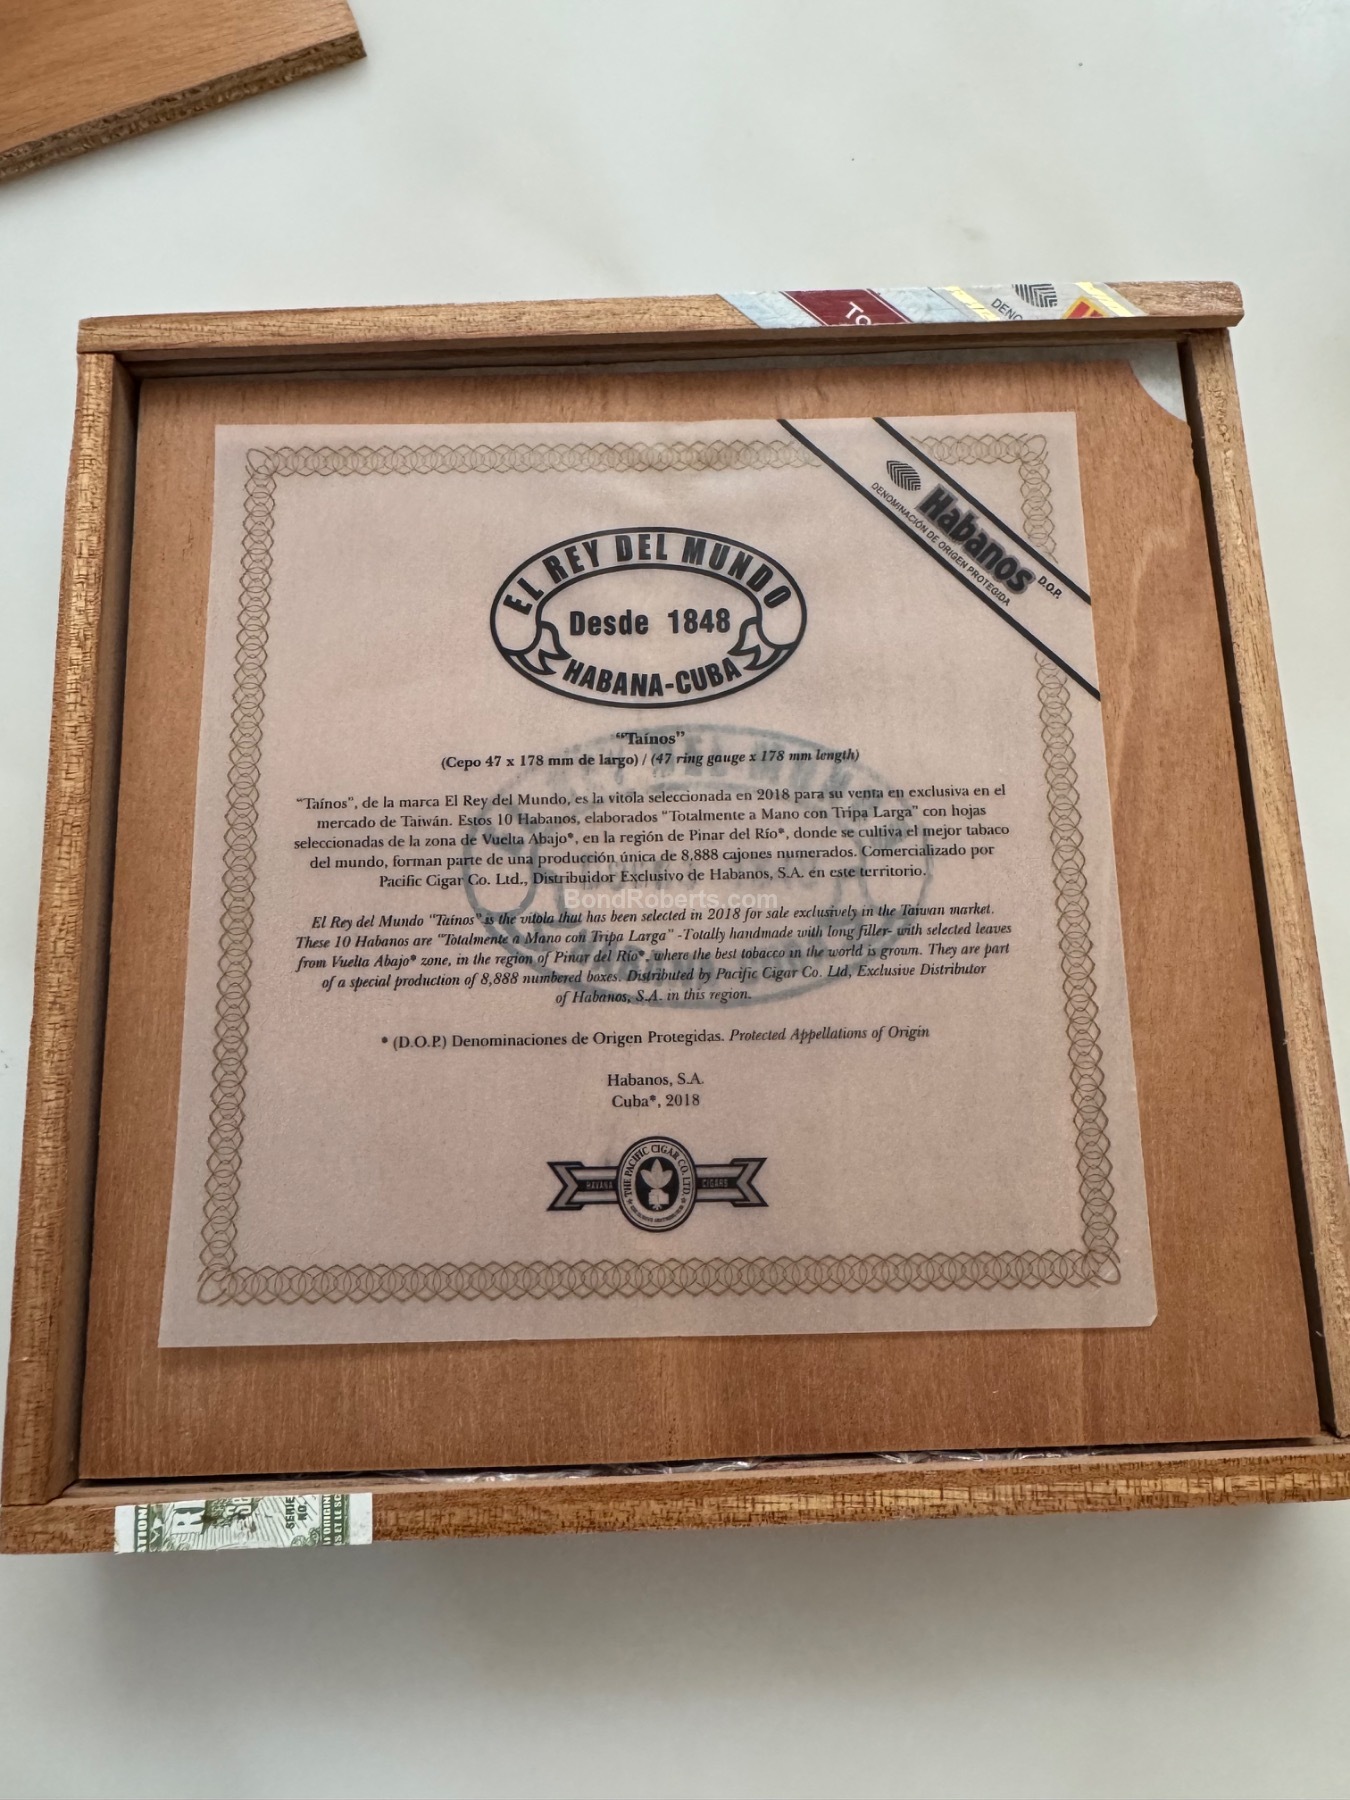 TO
DENO
Habanos D.O.P.
DENOMINACIÓN DE ORIGEN PROTEGIDA
EL REY DEL MUNDO
Desde 1848
HABANA-CUBA
“Taínos”
(Cepo 47 x 178 mm de largo) / (47 ring gauge x 178 mm length)
“Taínos”, de la marca El Rey del Mundo, es la vitola seleccionada en 2018 para su venta en exclusiva en el
mercado de Taiwán. Estos 10 Habanos, elaborados “Totalmente a Mano con Tripa Larga” con hojas
seleccionadas de la zona de Vuelta Abajo*, en la región de Pinar del Río*, donde se cultiva el mejor tabaco
del mundo, forman parte de una producción única de 8,888 cajones numerados. Comercializado por
Pacific Cigar Co. Ltd., Distribuidor Exclusivo de Habanos, S.A. en este territorio.
BondRoberts.com
El Rey del Mundo “Taínos” is the vitola that has been selected in 2018 for sale exclusively in the Taiwan market.
These 10 Habanos are “Totalmente a Mano con Tripa Larga” -Totally handmade with long filler- with selected leaves
from Vuelta Abajo* zone, in the region of Pinar del Río*, where the best tobacco in the world is grown. They are part
of a special production of 8,888 numbered boxes. Distributed by Pacific Cigar Co. Ltd, Exclusive Distributor
of Habanos, S.A. in this region.
* (D.O.P.) Denominaciones de Origen Protegidas. Protected Appellations of Origin
Habanos, S.A.
Cuba*, 2018
THE PACIFIC CIGAR CO. LTD.
HAVANA CIGARS
EXCLUSIVE DISTRIBUTOR
SERIE
NO.